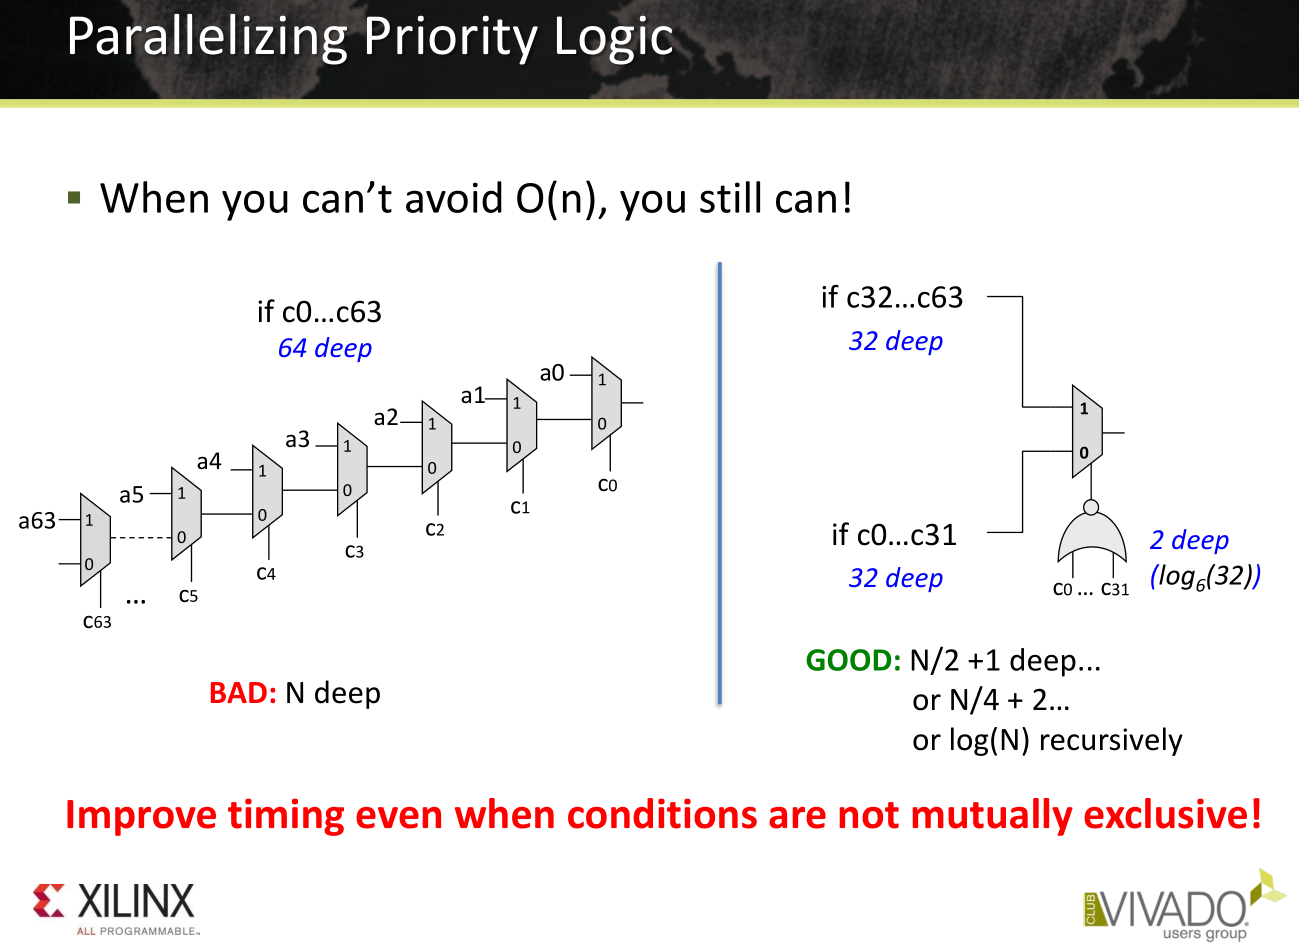 Parallelizing Priority Logic
▪ When you can’t avoid O(n), you still can!
if c0...c63
64 deep
a0
1
0
c0
a1
1
0
c1
a2
1
0
c2
a3
1
0
c3
a4
1
0
c4
a5
1
0
c5
...
a63
1
0
c63
BAD: N deep
if c32...c63
32 deep
1
0
if c0...c31
32 deep
c0 ... c31
2 deep
(log6(32))
GOOD: N/2 +1 deep...
or N/4 + 2...
or log(N) recursively
Improve timing even when conditions are not mutually exclusive!
XILINX
ALL PROGRAMMABLE™
CLUB
VIVADO
users group